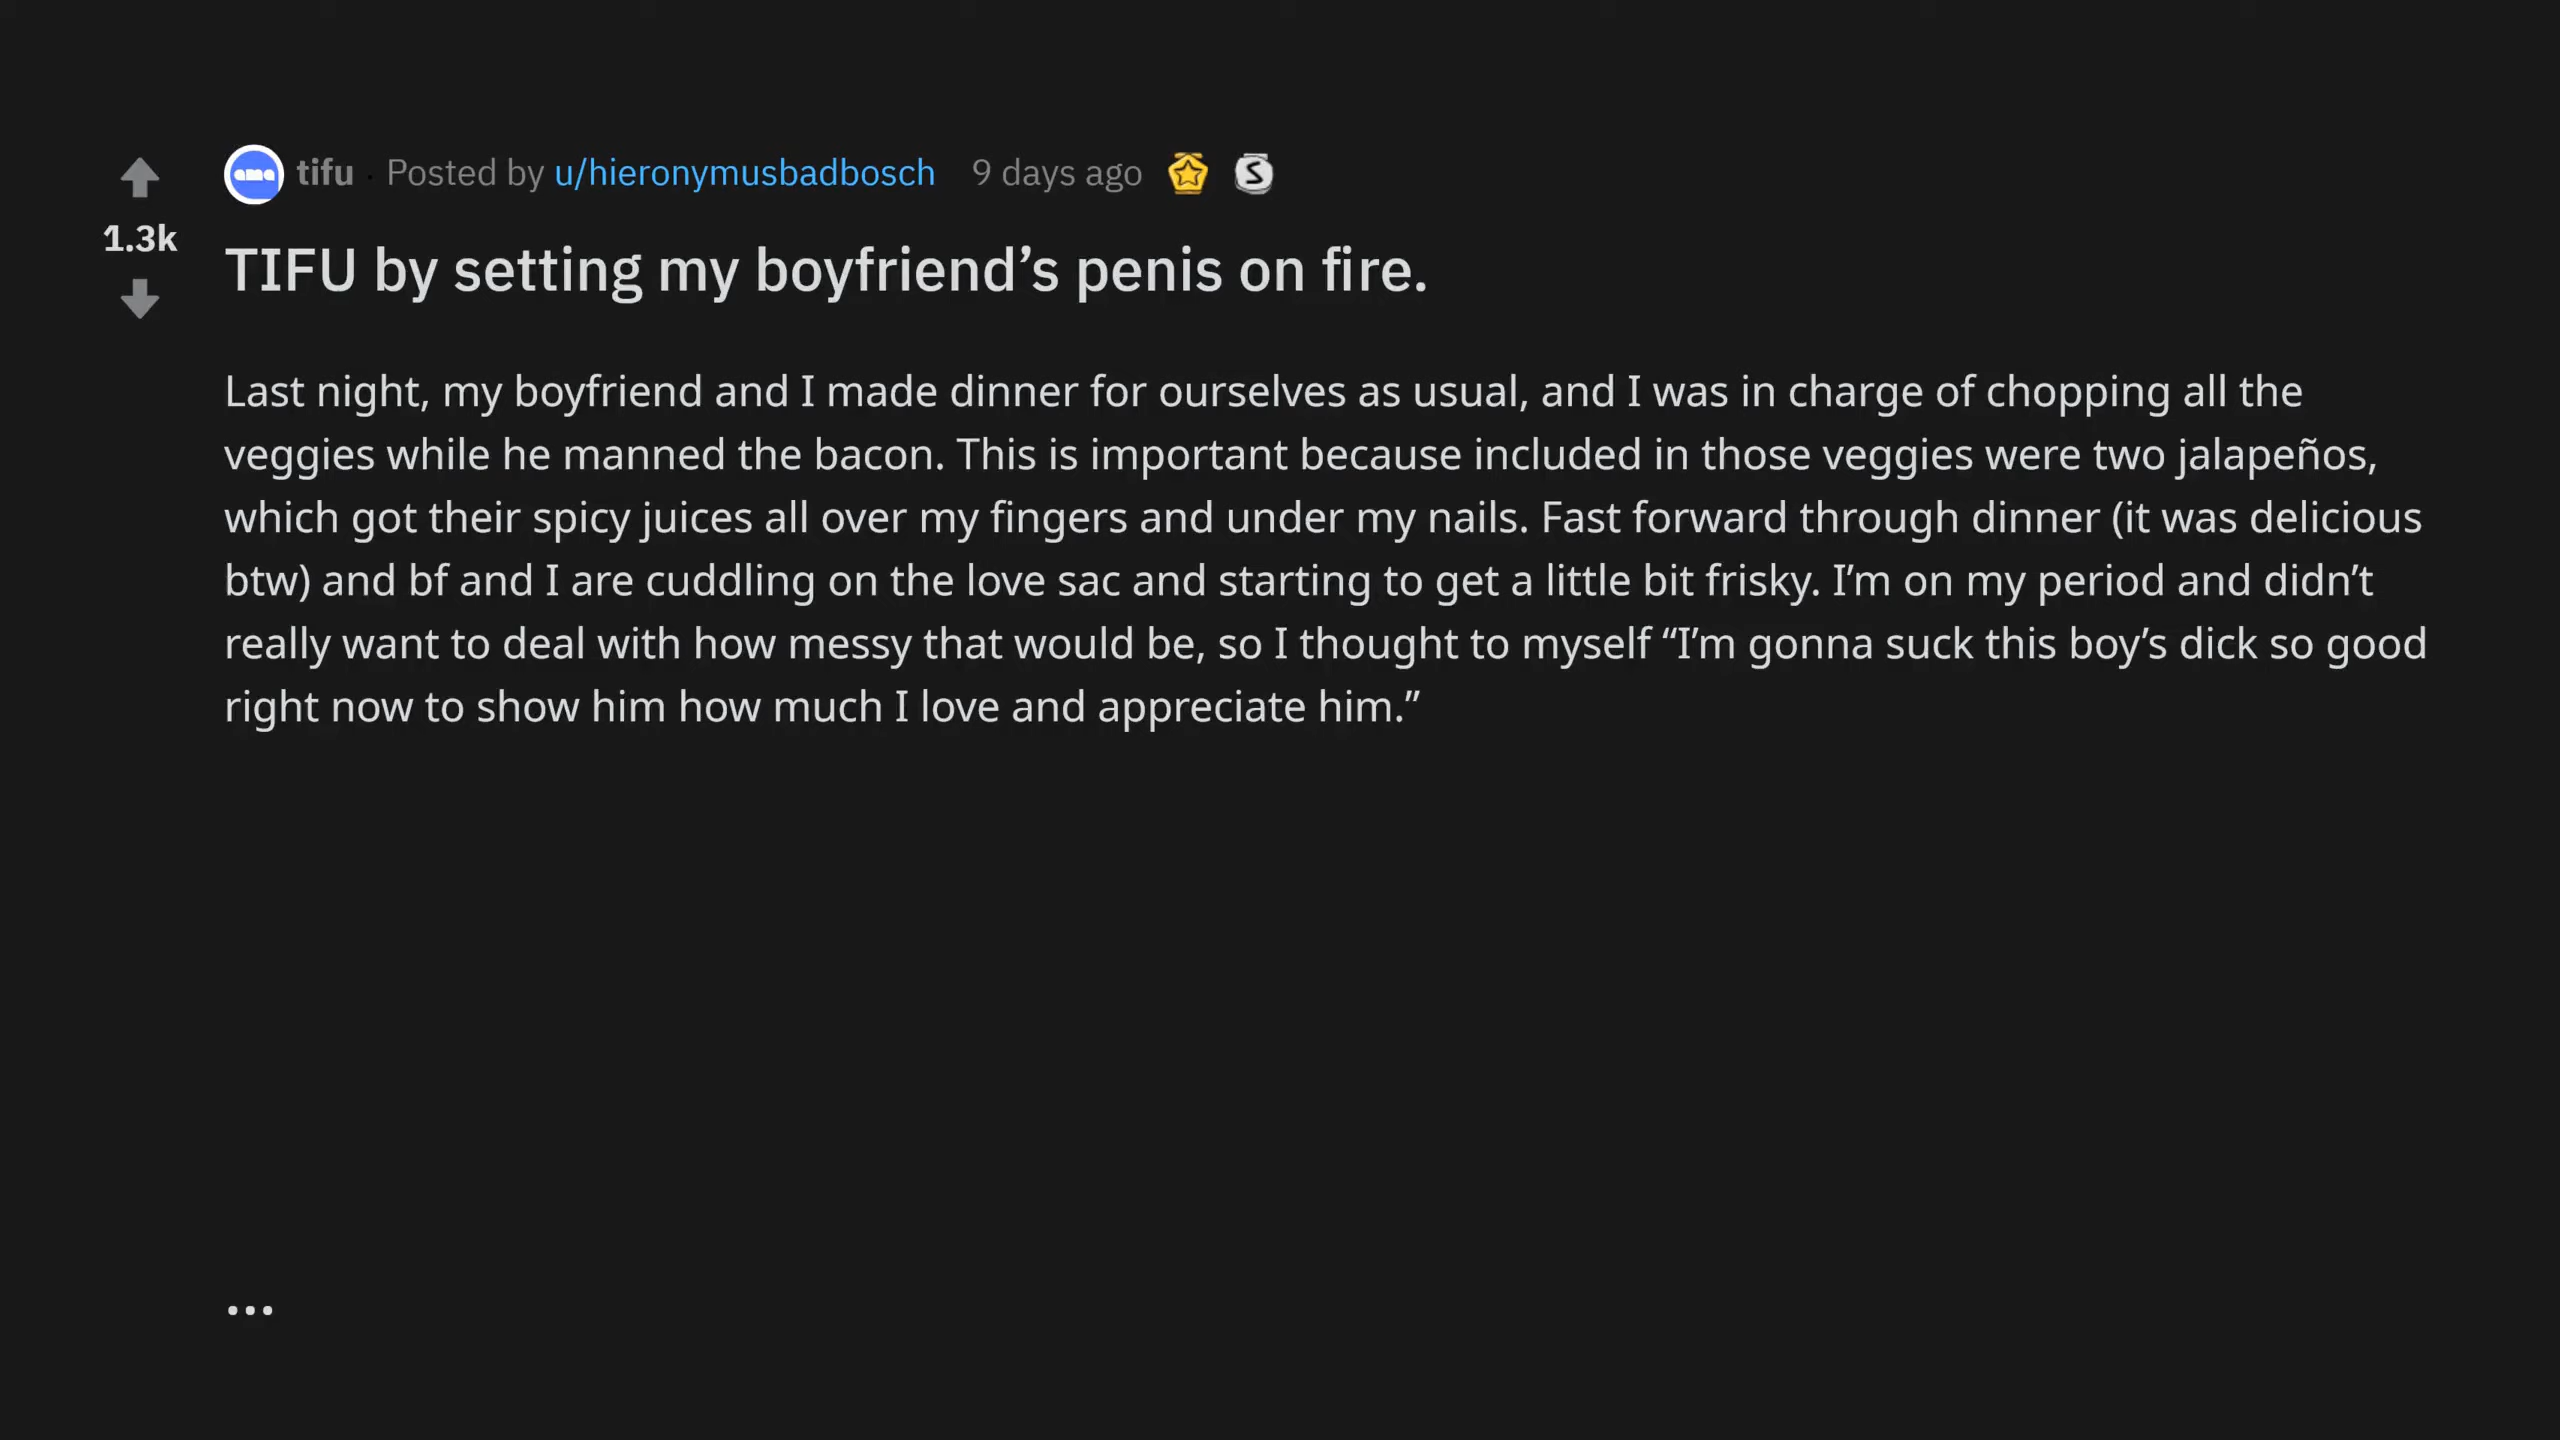 ama tifu · Posted by u/hieronymusbadbosch 9 days ago
1.3k
TIFU by setting my boyfriend’s penis on fire.
Last night, my boyfriend and I made dinner for ourselves as usual, and I was in charge of chopping all the
veggies while he manned the bacon. This is important because included in those veggies were two jalapeños,
which got their spicy juices all over my fingers and under my nails. Fast forward through dinner (it was delicious
btw) and bf and I are cuddling on the love sac and starting to get a little bit frisky. I’m on my period and didn’t
really want to deal with how messy that would be, so I thought to myself “I’m gonna suck this boy’s dick so good
right now to show him how much I love and appreciate him.”
...